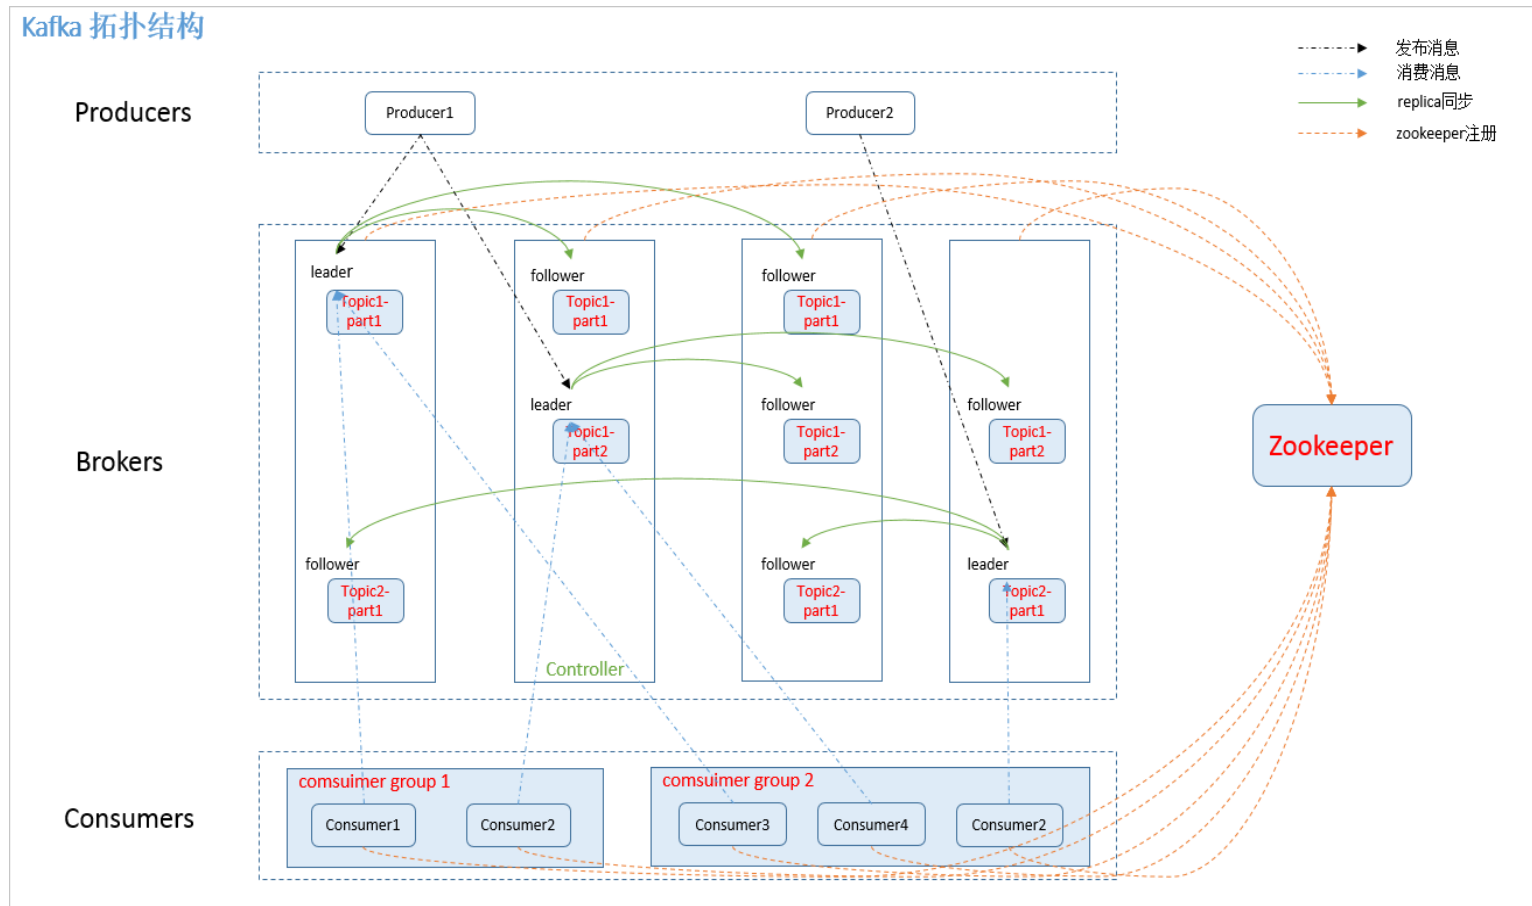 Kafka 拓扑结构
发布消息
消费消息
replica同步
zookeeper注册
Producers
Producer1
Producer2
Brokers
leader
Topic1-
part1
follower
Topic1-
part1
follower
Topic1-
part1
leader
Topic1-
part2
follower
Topic1-
part2
follower
Topic1-
part2
follower
Topic2-
part1
follower
Topic2-
part1
leader
Topic2-
part1
Controller
Zookeeper
Consumers
comsuimer group 1
Consumer1
Consumer2
comsuimer group 2
Consumer3
Consumer4
Consumer2